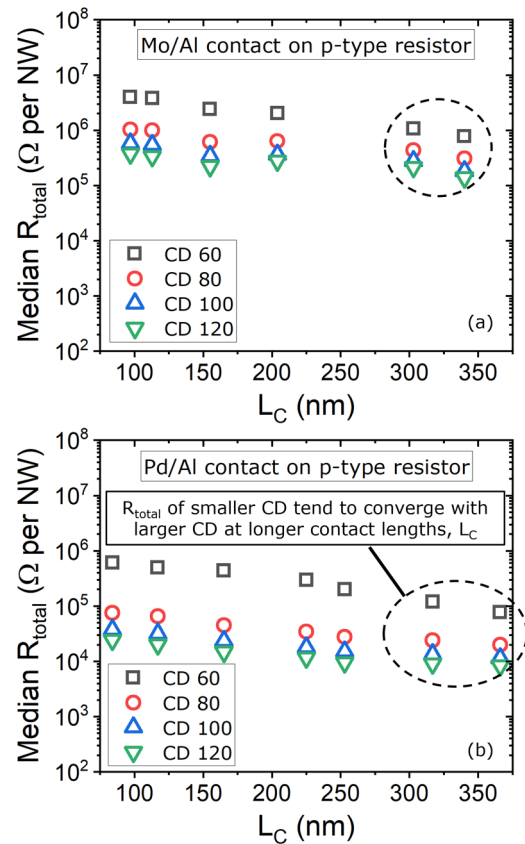 Mo/Al contact on p-type resistor
Median R_total (Ω per NW)
10^8
10^7
10^6
10^5
10^4
10^3
10^2
CD 60
CD 80
CD 100
CD 120
(a)
100 150 200 250 300 350
L_C (nm)
Pd/Al contact on p-type resistor
R_total of smaller CD tend to converge with
larger CD at longer contact lengths, L_C
Median R_total (Ω per NW)
10^8
10^7
10^6
10^5
10^4
10^3
10^2
CD 60
CD 80
CD 100
CD 120
(b)
100 150 200 250 300 350
L_C (nm)